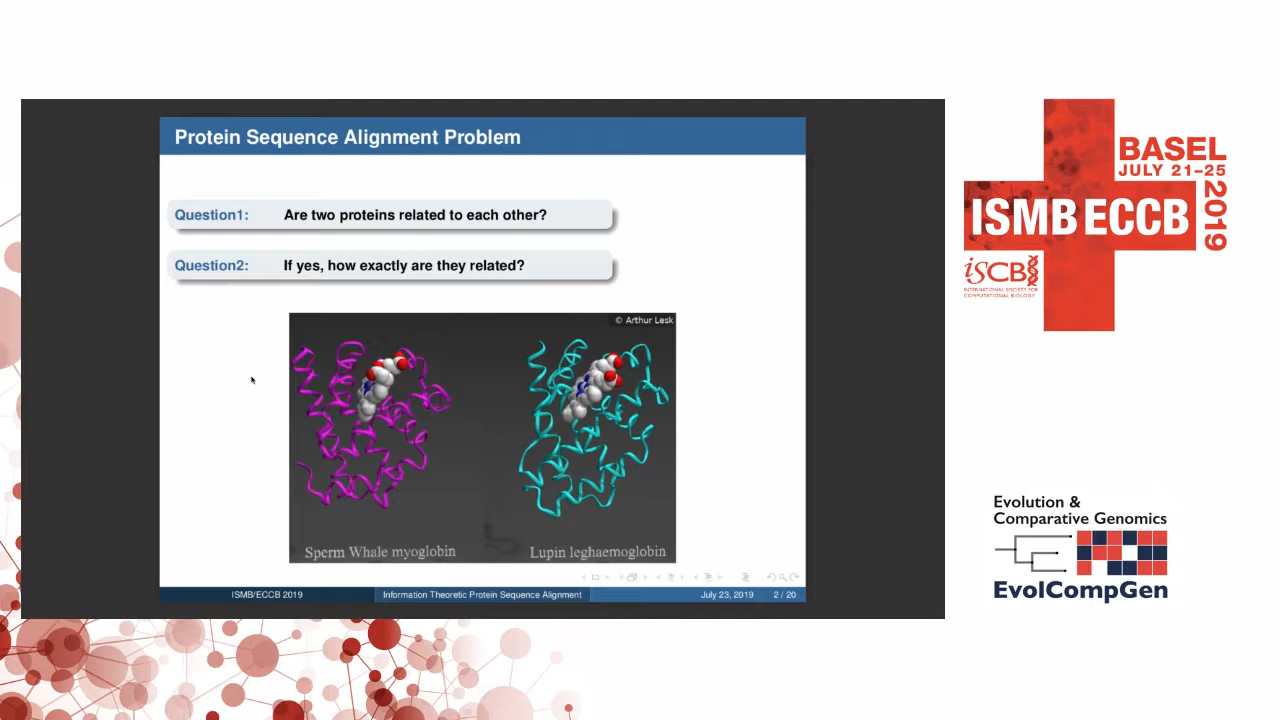 Protein Sequence Alignment Problem
Question1: Are two proteins related to each other?
Question2: If yes, how exactly are they related?
© Arthur Lesk
Sperm Whale myoglobin
Lupin leghaemoglobin
ISMB/ECCB 2019
Information Theoretic Protein Sequence Alignment
July 23, 2019
2 / 20
BASEL
JULY 21–25
2019
ISMB ECCB
iSCB
INTERNATIONAL SOCIETY FOR
COMPUTATIONAL BIOLOGY
Evolution &
Comparative Genomics
EvolCompGen